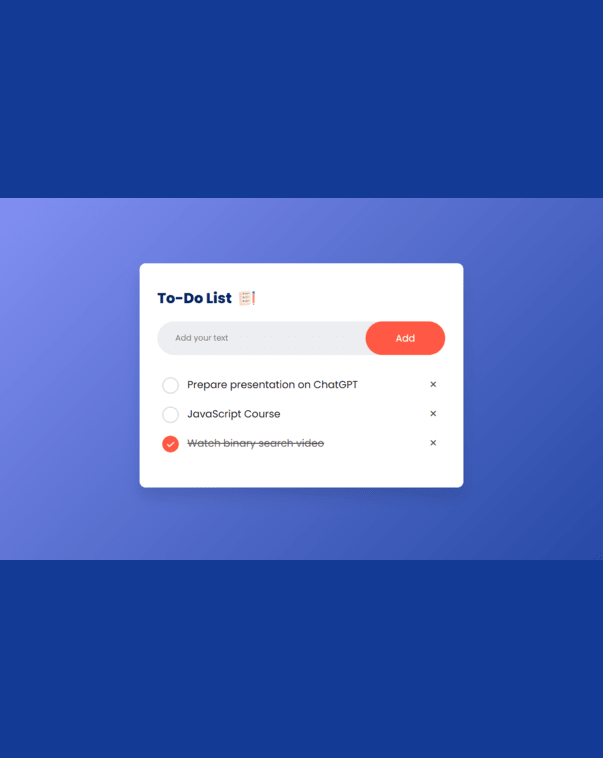 To-Do List
Add your text
Add
Prepare presentation on ChatGPT ×
JavaScript Course ×
Watch binary search video ×